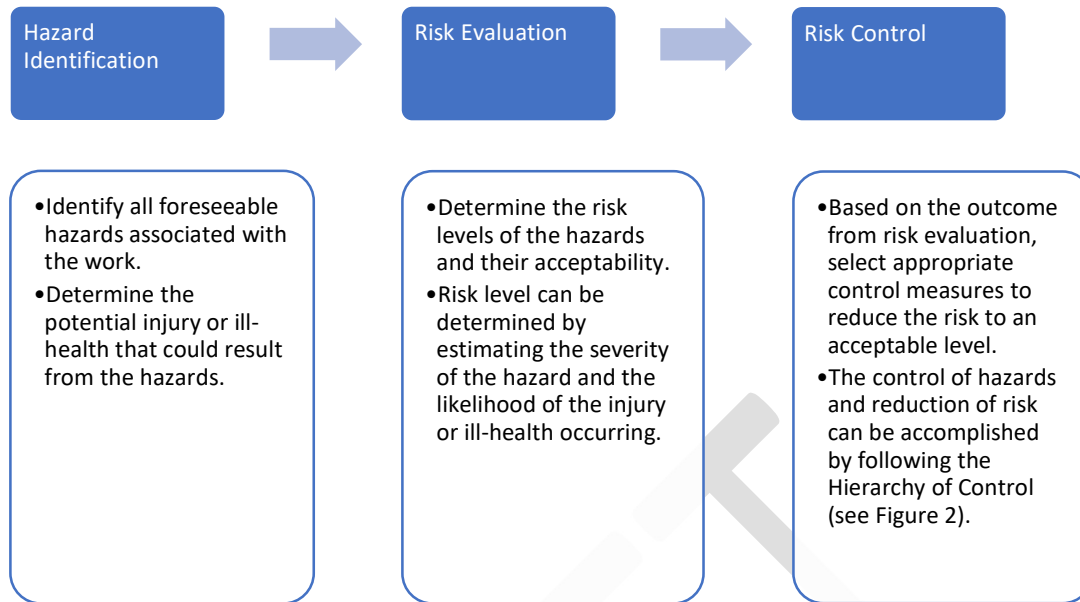 Hazard
Identification
Risk Evaluation
Risk Control
•Identify all foreseeable
hazards associated with
the work.
•Determine the
potential injury or ill-
health that could result
from the hazards.
•Determine the risk
levels of the hazards
and their acceptability.
•Risk level can be
determined by
estimating the severity
of the hazard and the
likelihood of the injury
or ill-health occurring.
•Based on the outcome
from risk evaluation,
select appropriate
control measures to
reduce the risk to an
acceptable level.
•The control of hazards
and reduction of risk
can be accomplished
by following the
Hierarchy of Control
(see Figure 2).